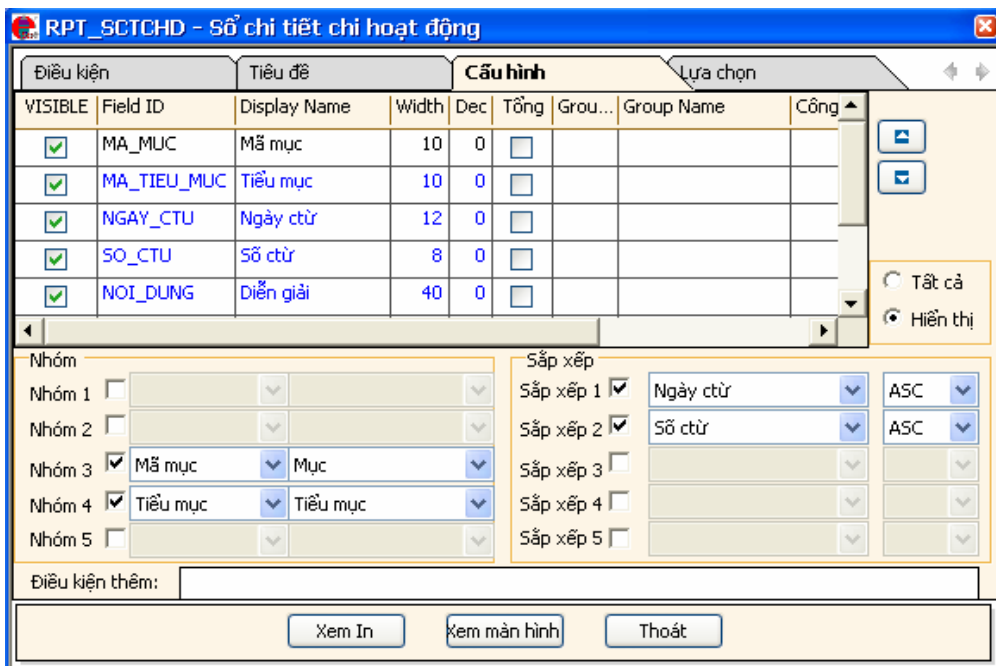 RPT_SCTCHD - Sổ chi tiết chi hoạt động
Điều kiện Tiêu đề Cấu hình Lựa chọn
VISIBLE Field ID Display Name Width Dec Tổng Grou... Group Name Công
MA_MUC Mã mục 10 0
MA_TIEU_MUC Tiểu mục 10 0
NGAY_CTU Ngày ctừ 12 0
SO_CTU Số ctừ 8 0
NOI_DUNG Diễn giải 40 0
Tất cả
Hiển thị
Nhóm
Nhóm 1
Nhóm 2
Nhóm 3 Mã mục Mục
Nhóm 4 Tiểu mục Tiểu mục
Nhóm 5
Sắp xếp
Sắp xếp 1 Ngày ctừ ASC
Sắp xếp 2 Số ctừ ASC
Sắp xếp 3
Sắp xếp 4
Sắp xếp 5
Điều kiện thêm:
Xem In Xem màn hình Thoát